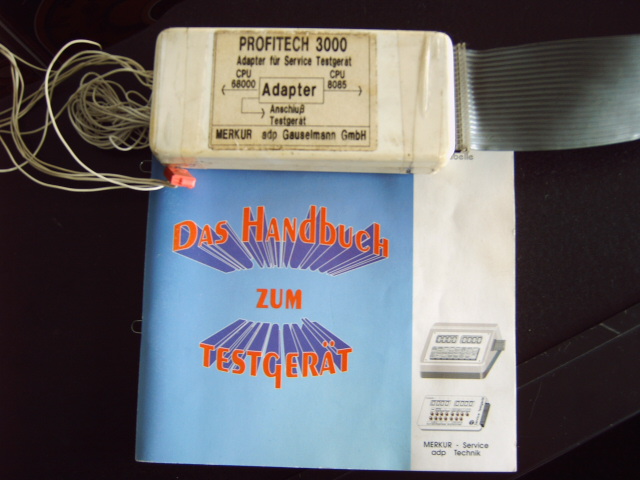 PROFITECH 3000
Adapter für Service Testgerät
CPU CPU
68000 Adapter 8085
Anschluß
Testgerät
MERKUR adp Gauselmann GmbH
Das Handbuch
ZUM
TESTGERÄT
MERKUR - Service
adp Technik